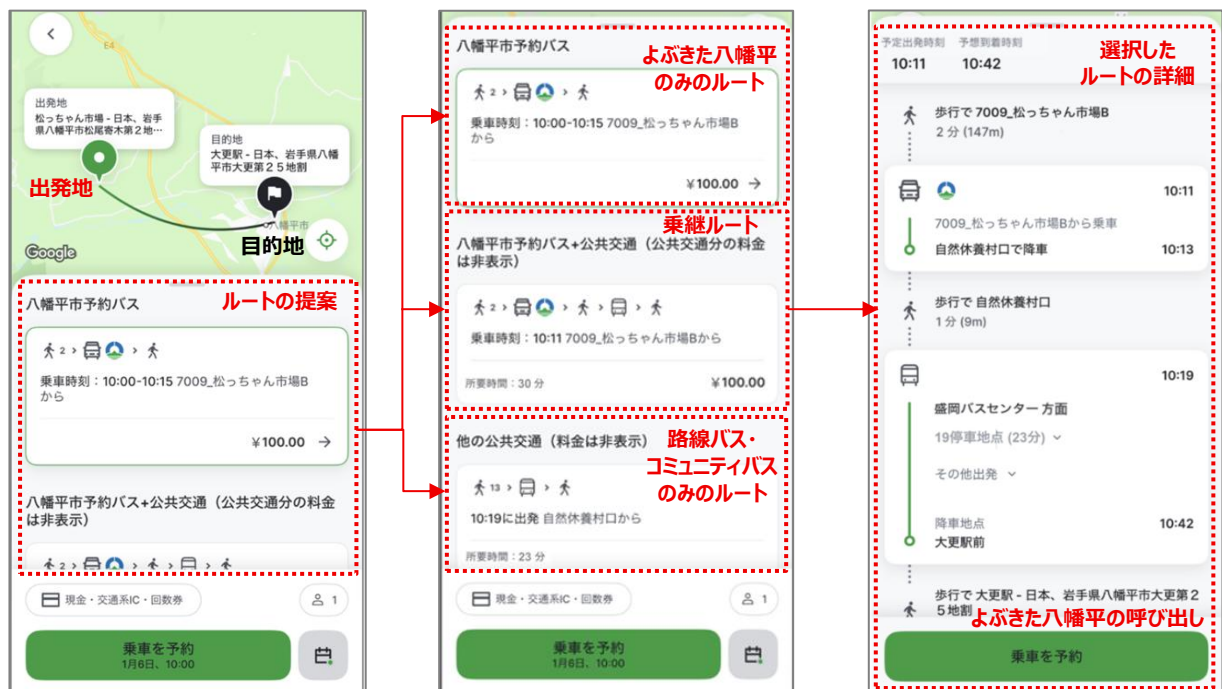 E4
出発地
松っちゃん市場 - 日本、岩手
県八幡平市松尾寄木第２地…
目的地
大更駅 - 日本、岩手県八幡
平市大更第２５地割
出発地
八幡平市
目的地
Google
ルートの提案
八幡平市予約バス
2
乗車時刻：10:00-10:15 7009_松っちゃん市場B
から
¥100.00 →
八幡平市予約バス+公共交通（公共交通分の料金
は非表示）
2
現金・交通系IC・回数券
1
乗車を予約
1月6日、10:00
八幡平市予約バス
よぶきた八幡平
のみのルート
2
乗車時刻：10:00-10:15 7009_松っちゃん市場B
から
¥100.00 →
乗継ルート
八幡平市予約バス+公共交通（公共交通分の料金
は非表示）
2
乗車時刻：10:11 7009_松っちゃん市場Bから
所要時間：30 分
¥100.00
他の公共交通（料金は非表示）
路線バス・
コミュニティバス
のみのルート
13
10:19に出発 自然休養村口から
所要時間：23 分
現金・交通系IC・回数券
1
乗車を予約
1月6日、10:00
予定出発時刻 予想到着時刻
10:11 10:42
選択した
ルートの詳細
歩行で 7009_松っちゃん市場B
2 分 (147m)
10:11
7009_松っちゃん市場Bから乗車
自然休養村口で降車 10:13
歩行で 自然休養村口
1 分 (9m)
10:19
盛岡バスセンター 方面
19停車地点 (23分)
その他出発
降車地点 10:42
大更駅前
歩行で 大更駅 - 日本、岩手県八幡平市大更第２
５地割
よぶきた八幡平の呼び出し
乗車を予約